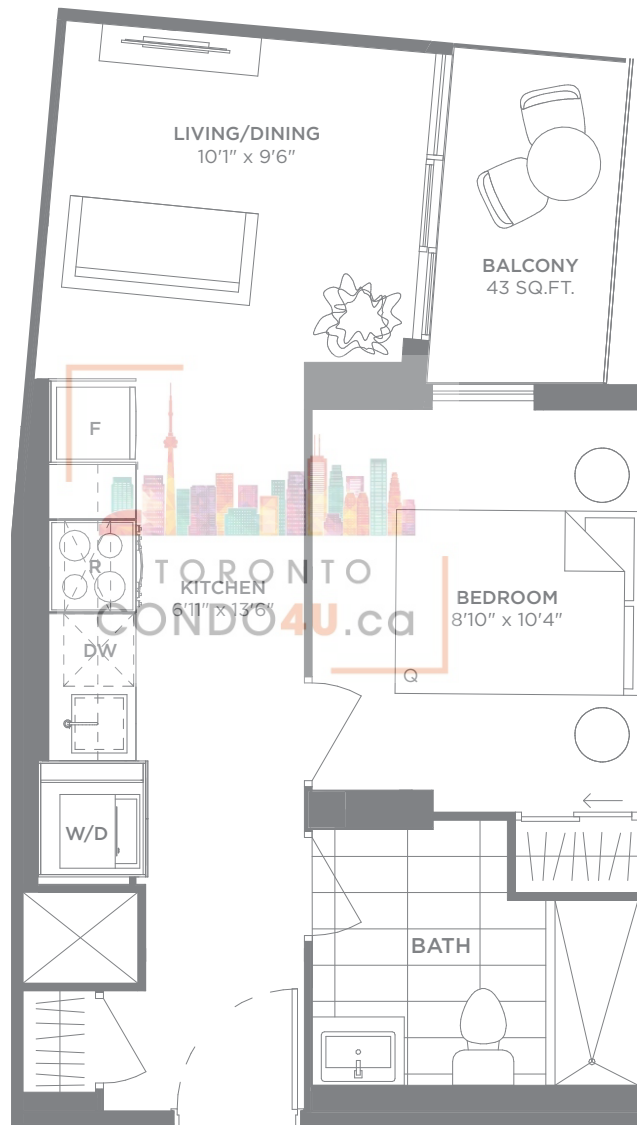 LIVING/DINING
10'1" x 9'6"
BALCONY
43 SQ.FT.
F
R
TORONTO
KITCHEN
6'11" x 13'6"
CONDO4U.ca
BEDROOM
8'10" x 10'4"
DW
Q
W/D
BATH